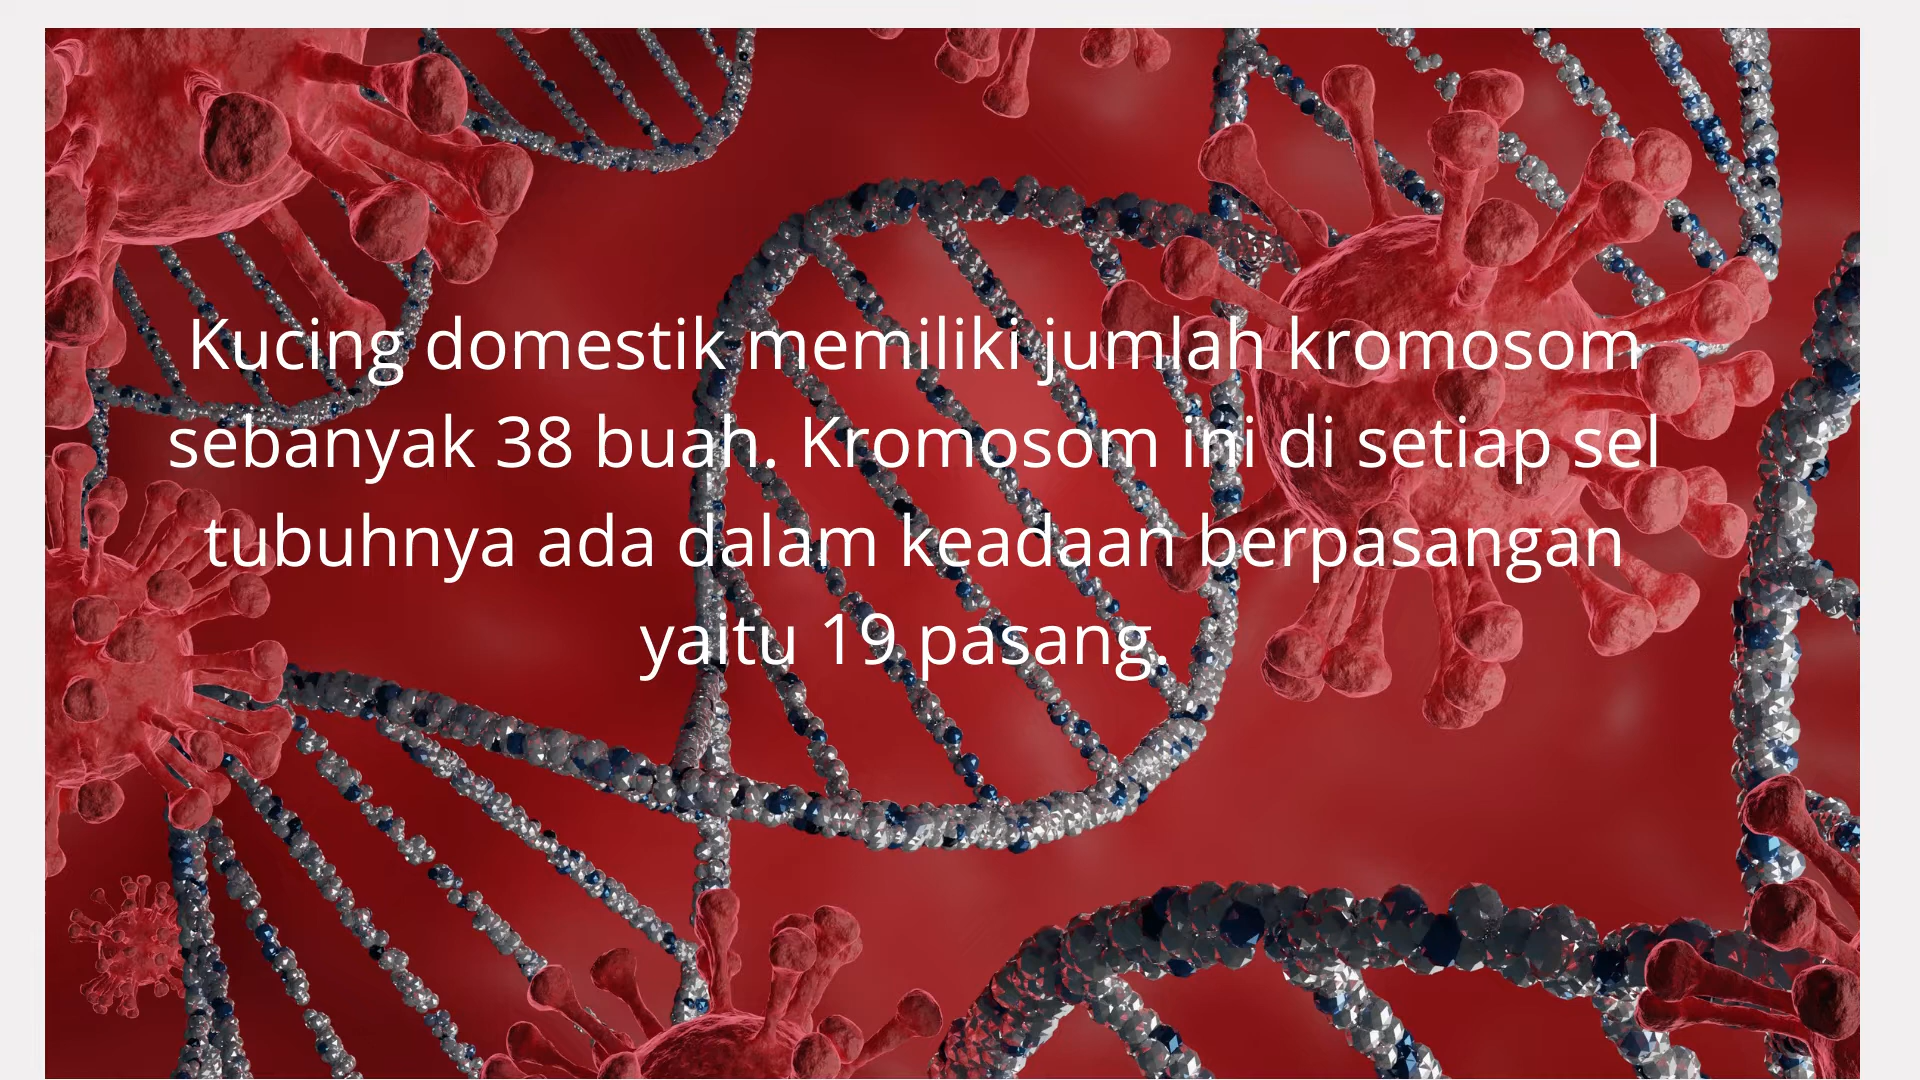 Kucing domestik memiliki jumlah kromosom
sebanyak 38 buah. Kromosom ini di setiap sel
tubuhnya ada dalam keadaan berpasangan
yaitu 19 pasang.